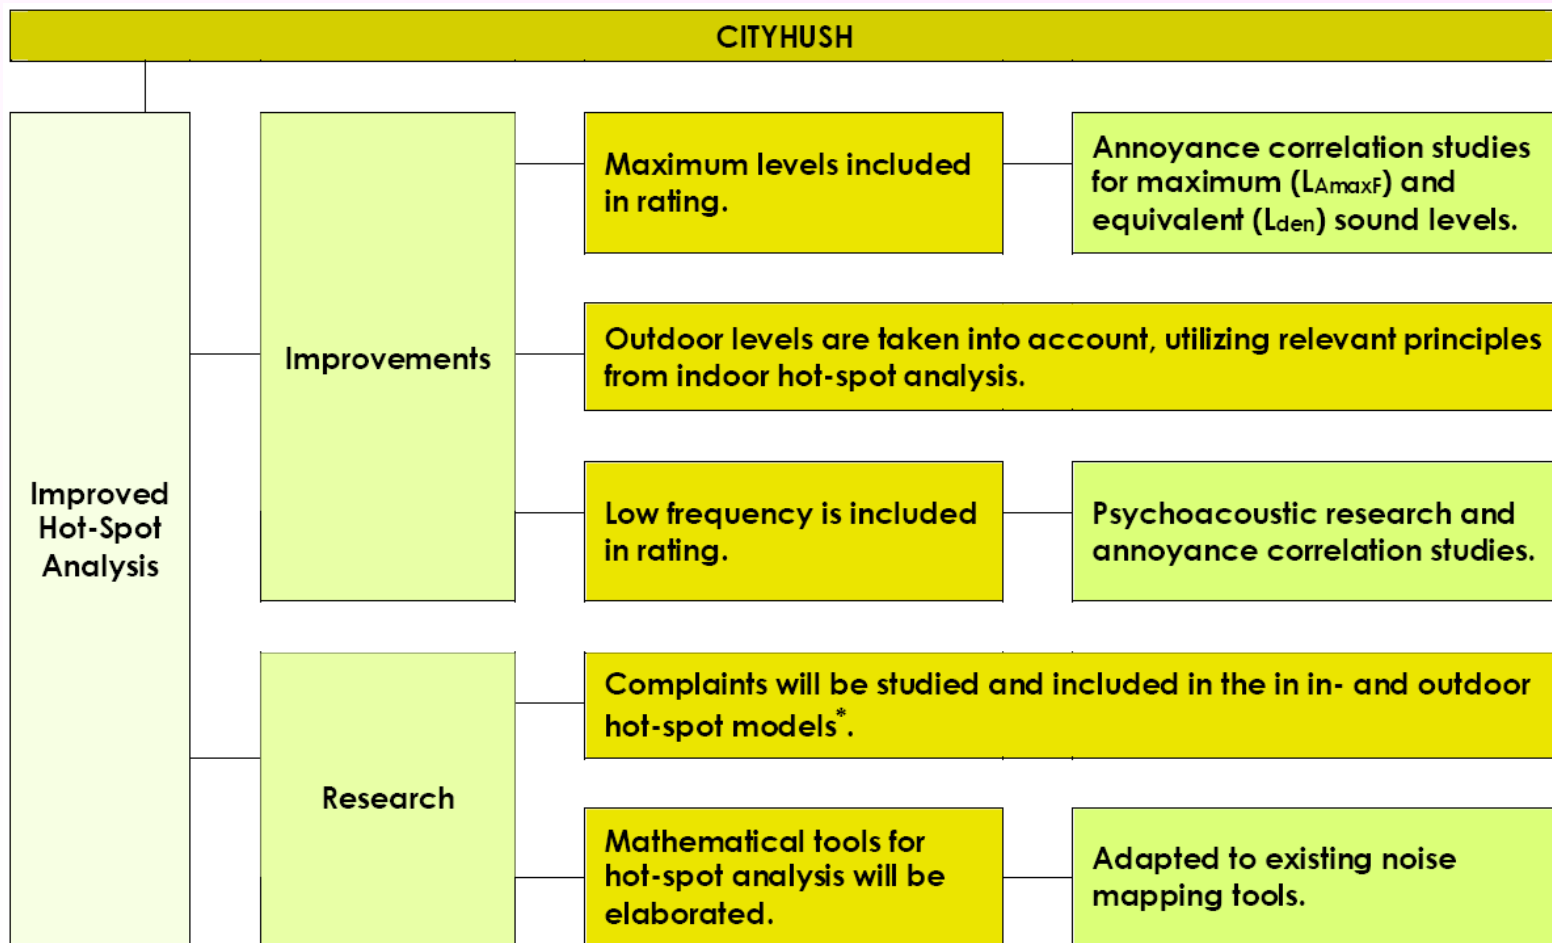 CITYHUSH
Improved
Hot-Spot
Analysis
Improvements
Maximum levels included
in rating.
Annoyance correlation studies
for maximum (LAmaxF) and
equivalent (Lden) sound levels.
Outdoor levels are taken into account, utilizing relevant principles
from indoor hot-spot analysis.
Low frequency is included
in rating.
Psychoacoustic research and
annoyance correlation studies.
Research
Complaints will be studied and included in the in in- and outdoor
hot-spot models*.
Mathematical tools for
hot-spot analysis will be
elaborated.
Adapted to existing noise
mapping tools.